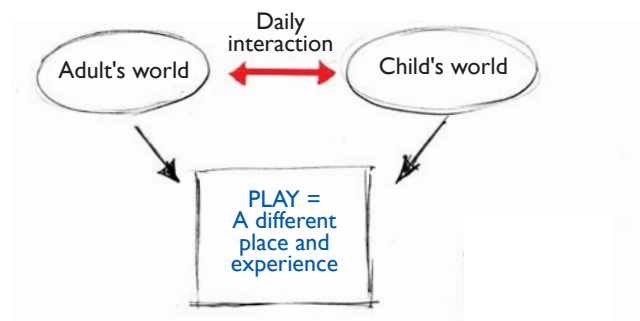 Daily
interaction
Adult's world
Child's world
PLAY =
A different
place and
experience